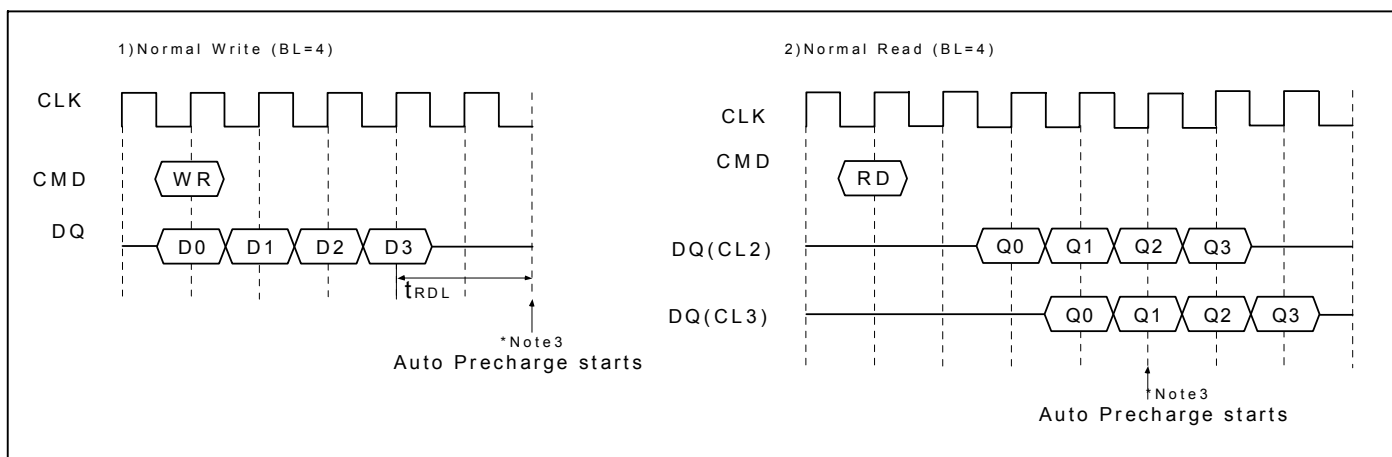 1)Normal Write (BL=4)
CLK
CMD
WR
DQ
D0 D1 D2 D3
tRDL
*Note3
Auto Precharge starts
2)Normal Read (BL=4)
CLK
CMD
RD
DQ(CL2)
Q0 Q1 Q2 Q3
DQ(CL3)
Q0 Q1 Q2 Q3
*Note3
Auto Precharge starts